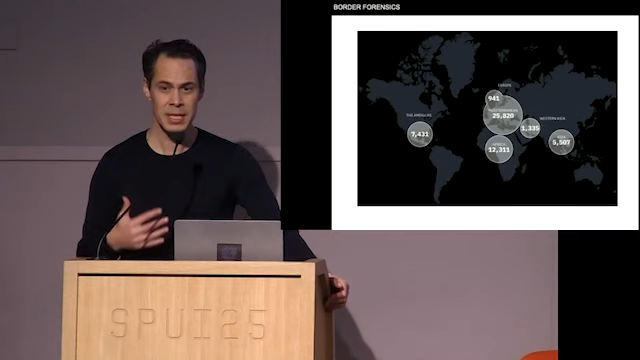 BORDER FORENSICS
EUROPE
941
MEDITERRANEAN
25,820
THE AMERICAS
7,431
WESTERN ASIA
1,335
ASIA
5,507
AFRICA
12,311
SPUI25